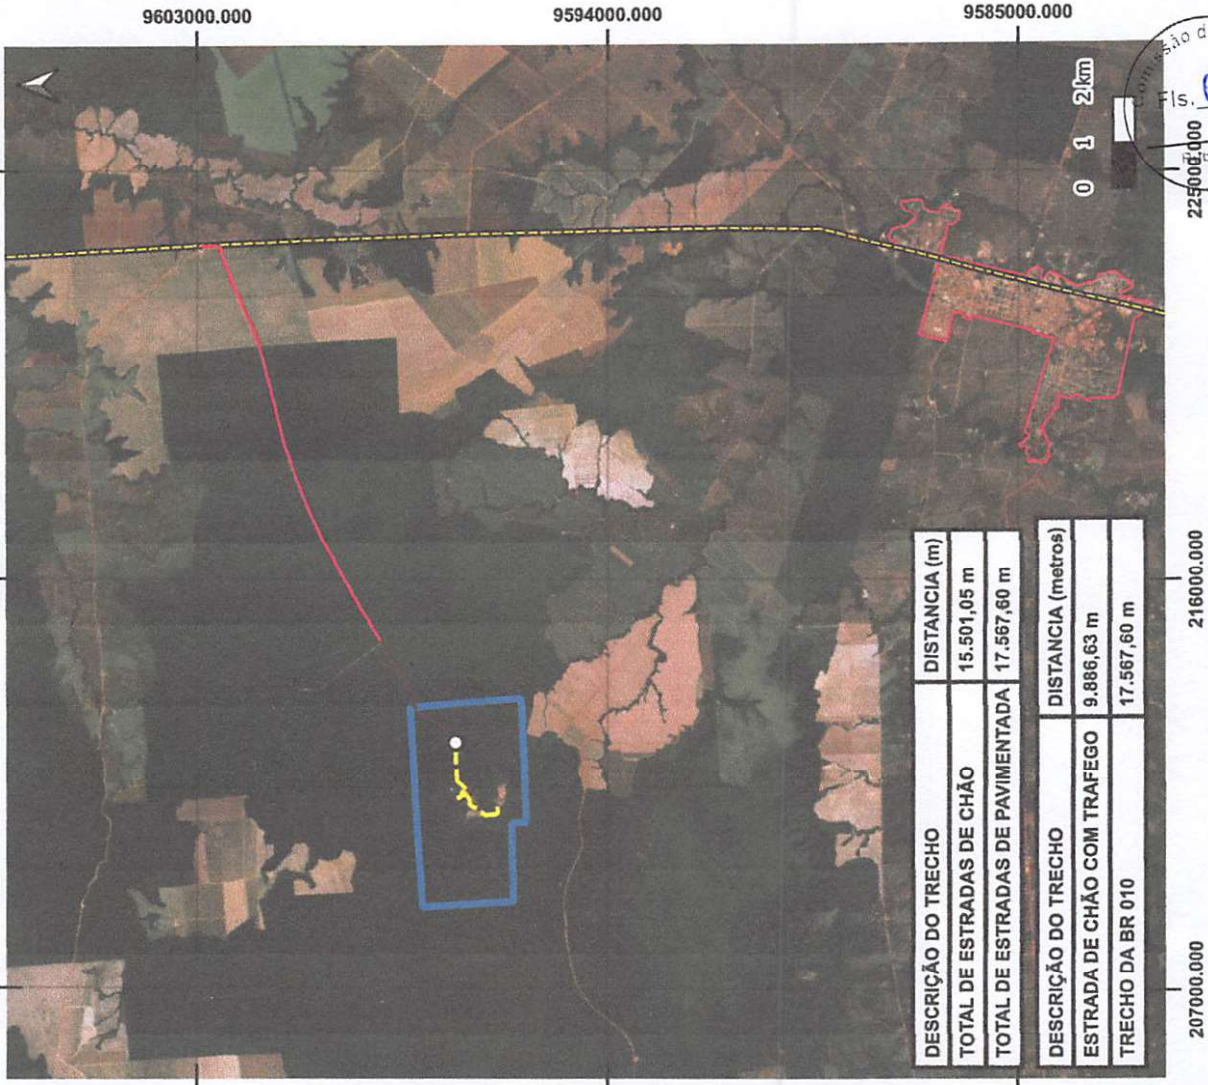 9603000.000
9594000.000
9585000.000
0 1 2 km
Fls.
225000.000
216000.000
207000.000
DESCRIÇÃO DO TRECHO DISTANCIA (m)
TOTAL DE ESTRADAS DE CHÃO 15.501,05 m
TOTAL DE ESTRADAS DE PAVIMENTADA 17.567,60 m
DESCRIÇÃO DO TRECHO DISTANCIA (metros)
ESTRADA DE CHÃO COM TRAFEGO 9.886,63 m
TRECHO DA BR 010 17.567,60 m